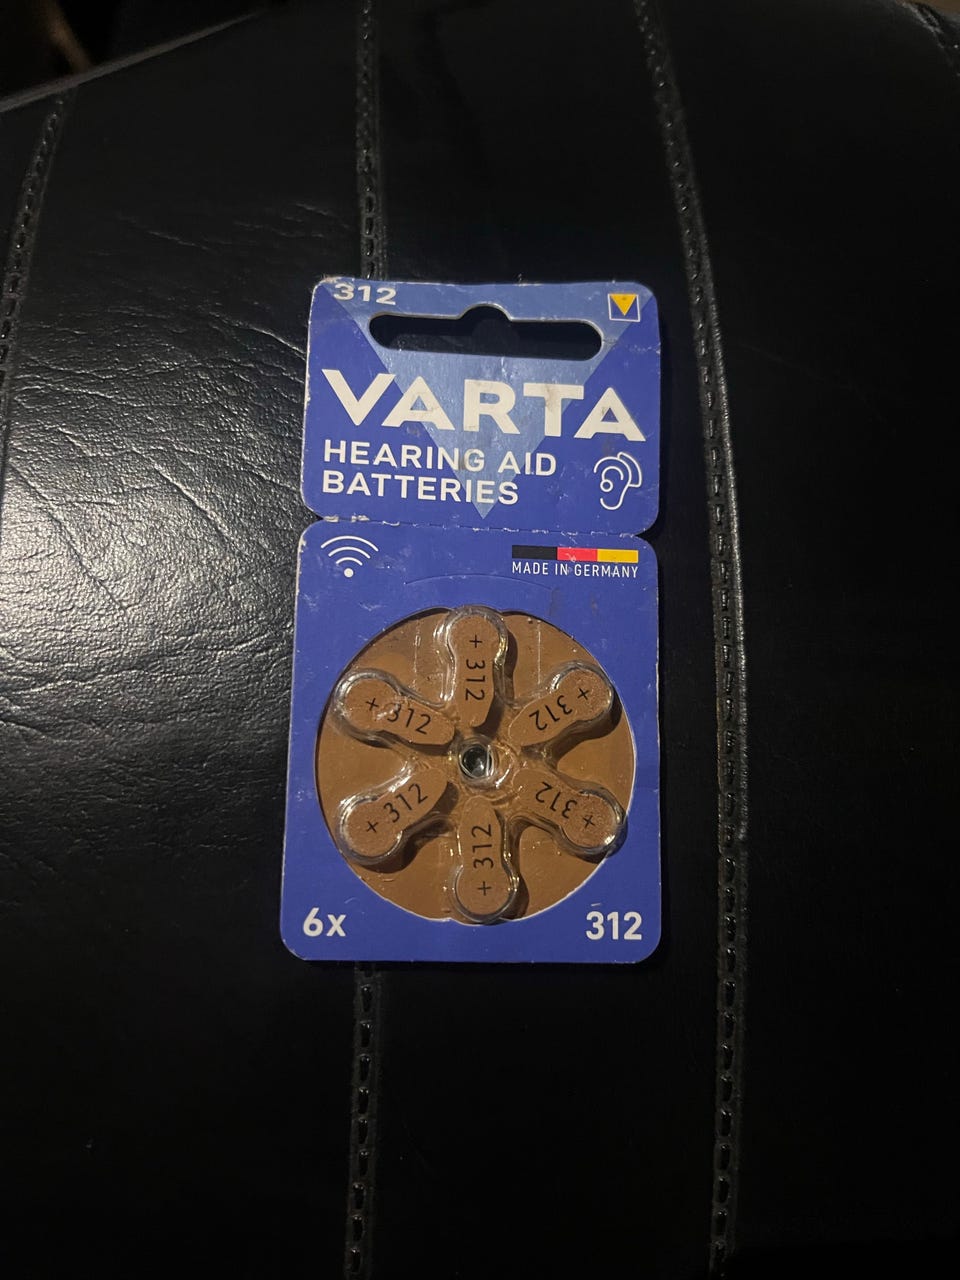 312
VARTA
HEARING AID
BATTERIES
MADE IN GERMANY
+ 312
+ 312
+ 312
+ 312
+ 312
+ 312
6x
312